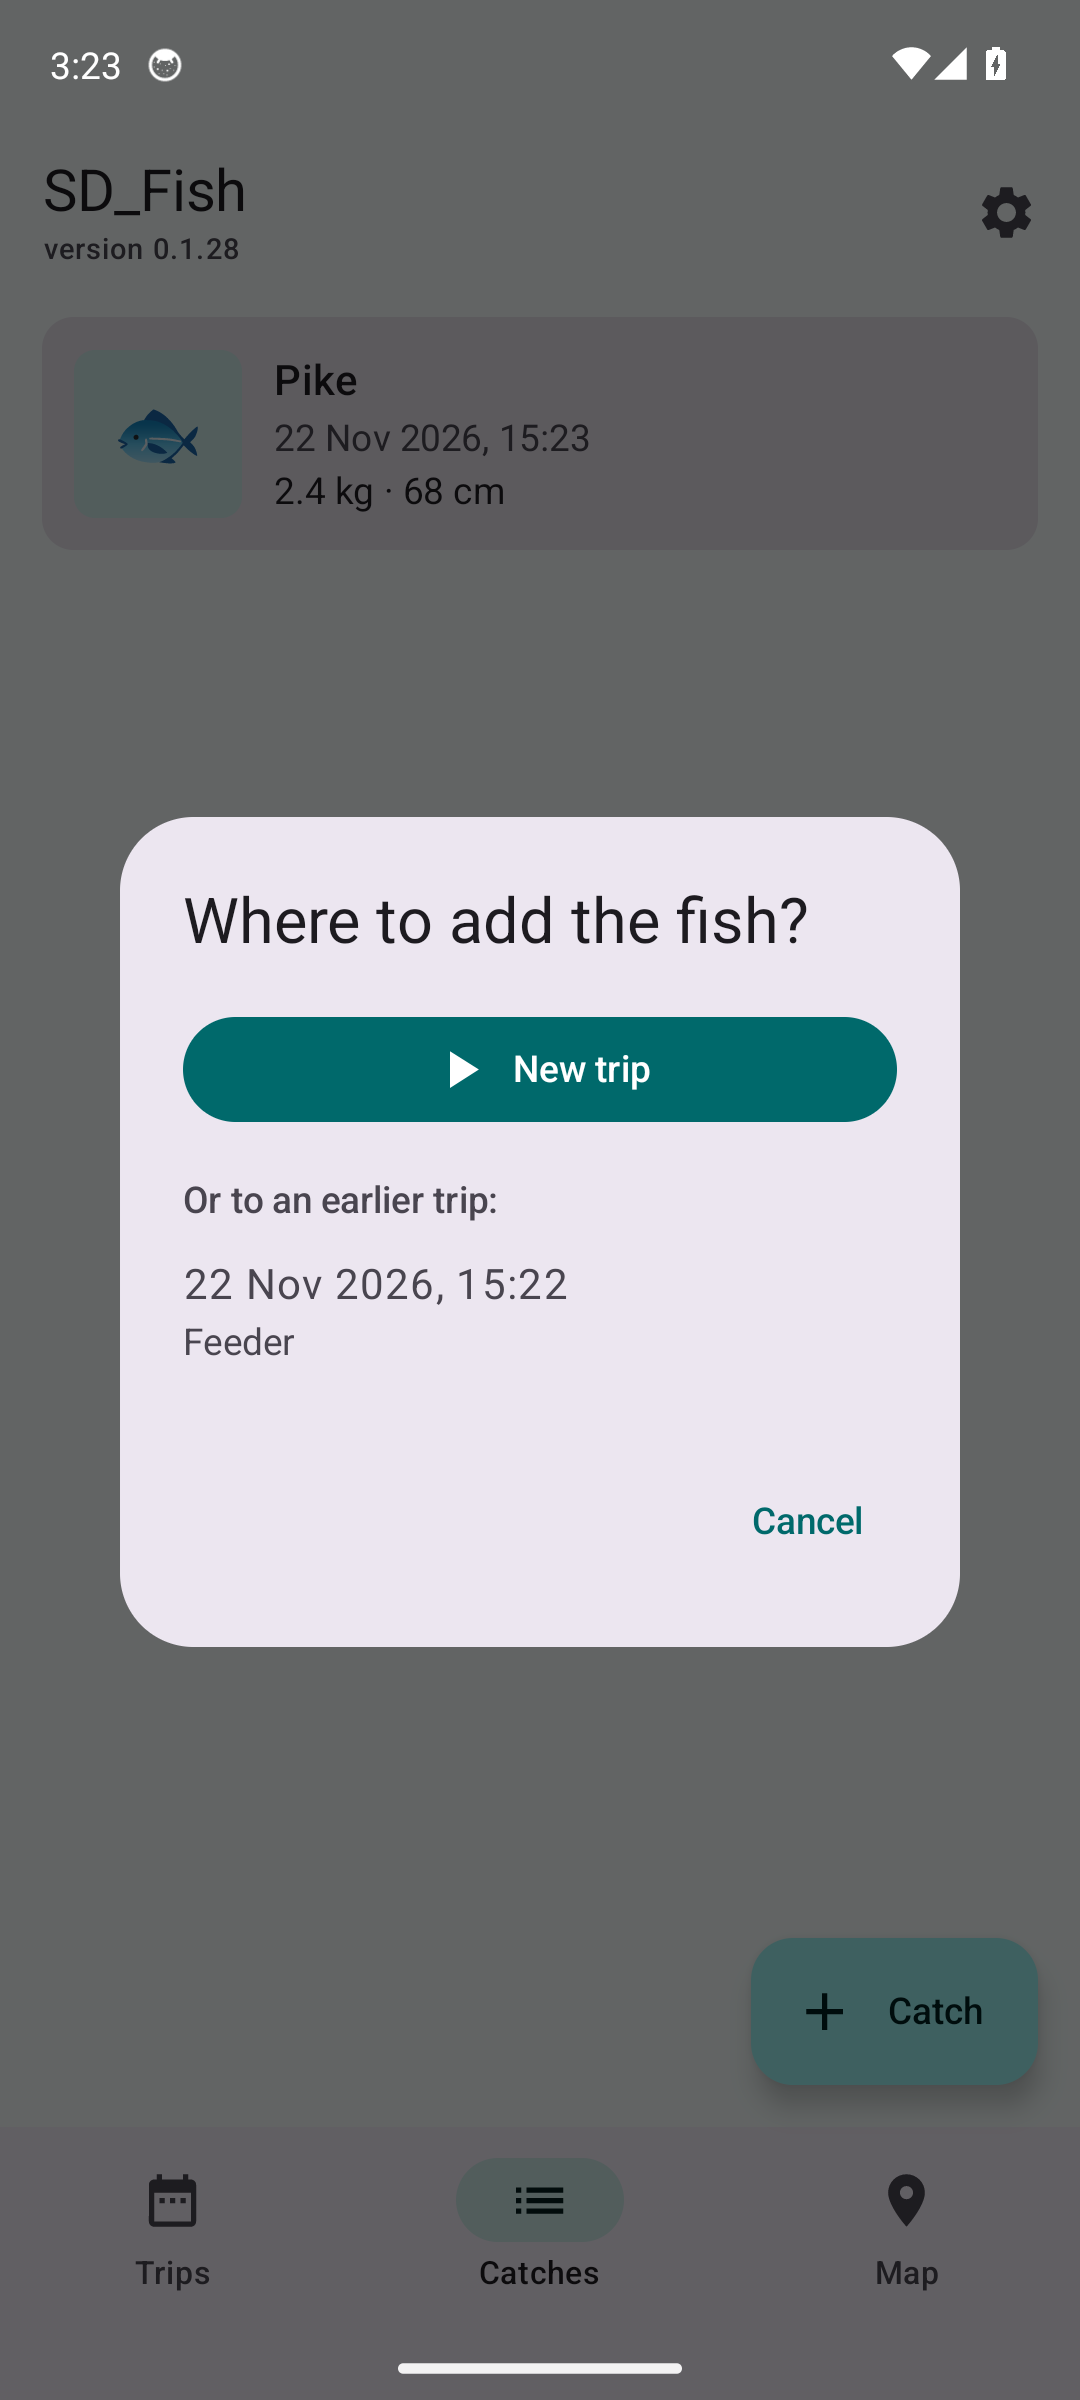 3:23
SD_Fish
version 0.1.28
Pike
22 Nov 2026, 15:23
2.4 kg · 68 cm
Where to add the fish?
New trip
Or to an earlier trip:
22 Nov 2026, 15:22
Feeder
Cancel
Catch
Trips
Catches
Map